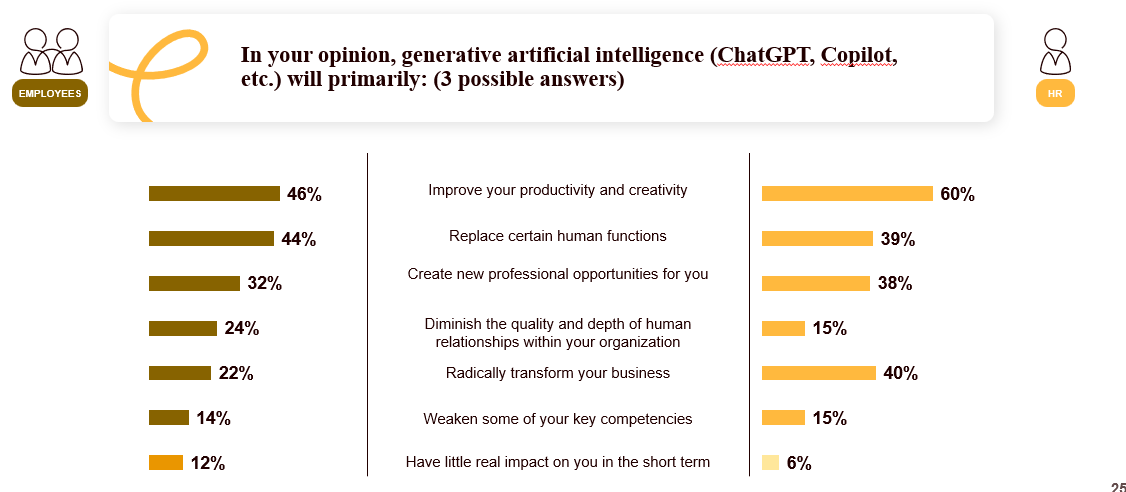 In your opinion, generative artificial intelligence (ChatGPT, Copilot,
etc.) will primarily: (3 possible answers)
EMPLOYEES
HR
46%
Improve your productivity and creativity
60%
44%
Replace certain human functions
39%
32%
Create new professional opportunities for you
38%
24%
Diminish the quality and depth of human
relationships within your organization
15%
22%
Radically transform your business
40%
14%
Weaken some of your key competencies
15%
12%
Have little real impact on you in the short term
6%
25